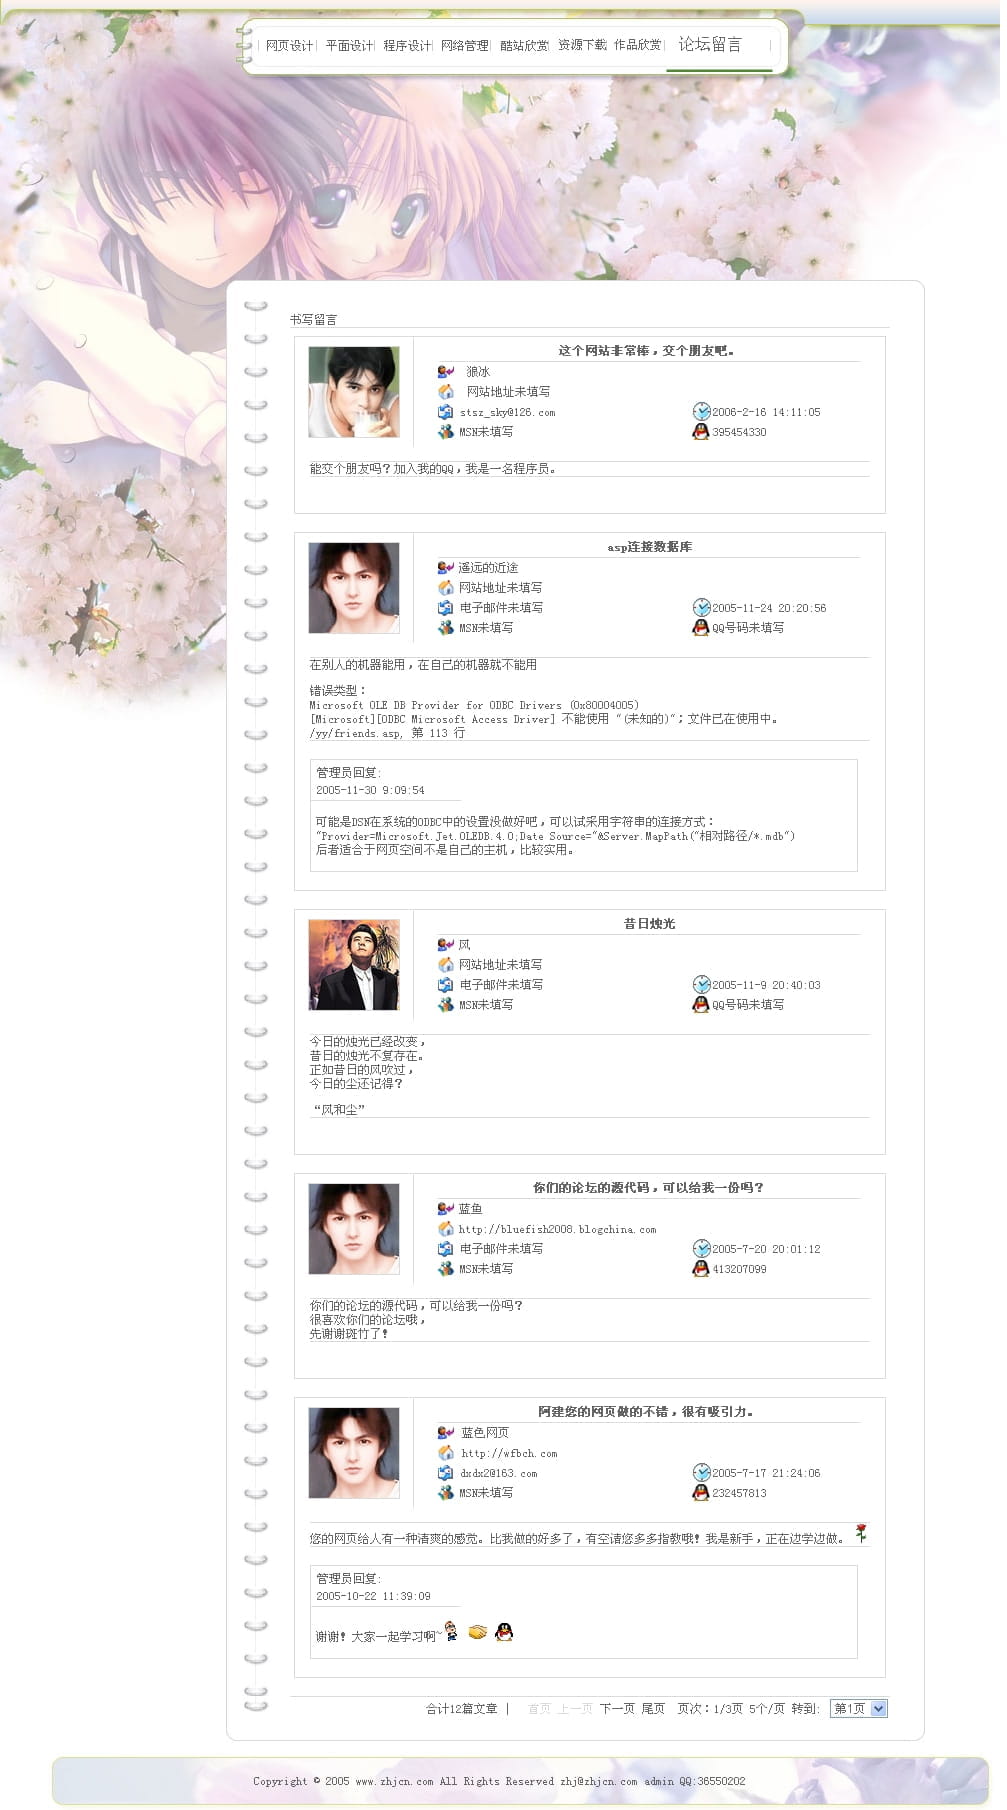 网页设计 平面设计 程序设计 网络管理 酷站欣赏 资源下载 作品欣赏 论坛留言
书写留言
这个网站非常棒，交个朋友吧。
狼冰
网站地址未填写
stsz_sky@126.com 2006-2-16 14:11:05
MSN未填写 395454330
能交个朋友吗？加入我的QQ，我是一名程序员。
asp连接数据库
遥远的近途
网站地址未填写
电子邮件未填写 2005-11-24 20:20:56
MSN未填写 QQ号码未填写
在别人的机器能用，在自己的机器就不能用
错误类型：
Microsoft OLE DB Provider for ODBC Drivers (0x80004005)
[Microsoft][ODBC Microsoft Access Driver] 不能使用 "(未知的)"；文件已在使用中。
/yy/friends.asp, 第 113 行
管理员回复:
2005-11-30 9:09:54
可能是DSN在系统的ODBC中的设置没做好吧，可以试采用字符串的连接方式：
"Provider=Microsoft.Jet.OLEDB.4.0;Date Source="&Server.MapPath("相对路径/*.mdb")
后者适合于网页空间不是自己的主机，比较实用。
昔日烛光
风
网站地址未填写
电子邮件未填写 2005-11-9 20:40:03
MSN未填写 QQ号码未填写
今日的烛光已经改变，
昔日的烛光不复存在。
正如昔日的风吹过，
今日的尘还记得？
“风和尘”
你们的论坛的源代码，可以给我一份吗？
蓝鱼
http://bluefish2008.blogchina.com
电子邮件未填写 2005-7-20 20:01:12
MSN未填写 413207099
你们的论坛的源代码，可以给我一份吗？
很喜欢你们的论坛哦，
先谢谢斑竹了！
阿建您的网页做的不错，很有吸引力。
蓝色网页
http://wfbch.com
dxdx2@163.com 2005-7-17 21:24:06
MSN未填写 232457813
您的网页给人有一种清爽的感觉。比我做的好多了，有空请您多多指教哦！我是新手，正在边学边做。
管理员回复:
2005-10-22 11:39:09
谢谢！大家一起学习啊~
合计12篇文章 | 首页 上一页 下一页 尾页 页次：1/3页 5个/页 转到: 第1页
Copyright © 2005 www.zhjcn.com All Rights Reserved zhj@zhjcn.com admin QQ:36550202